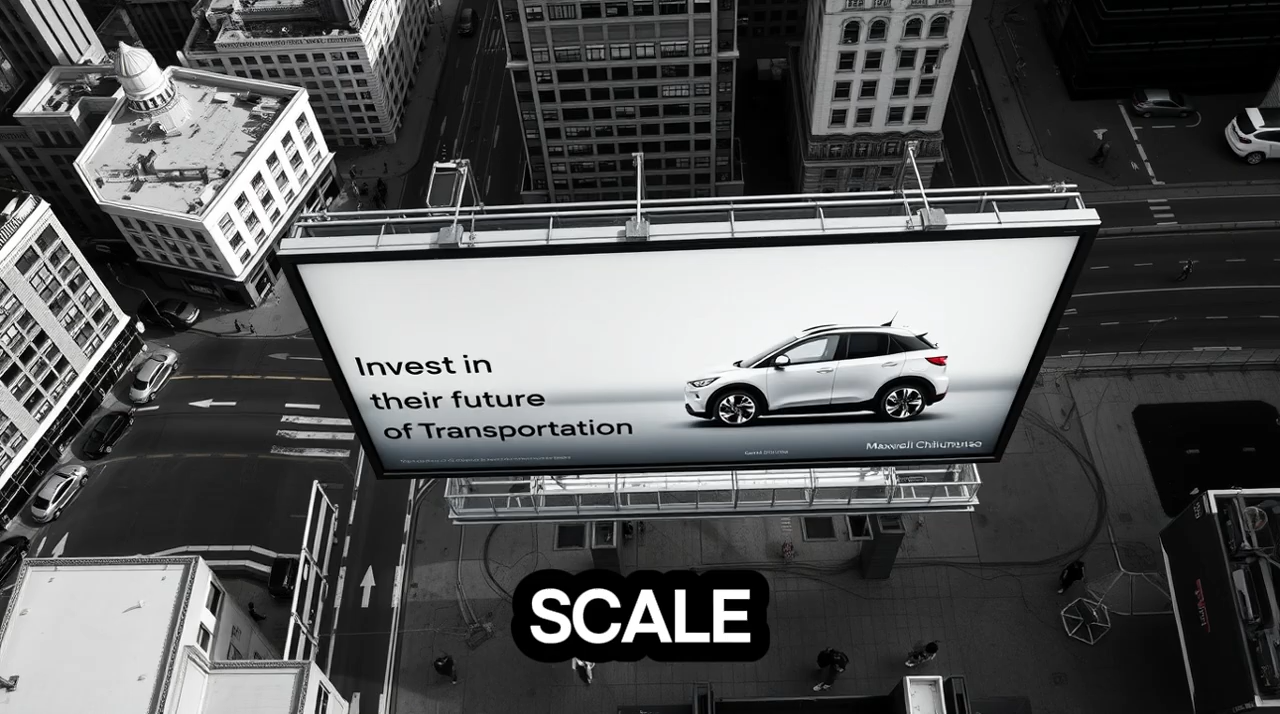 Invest in
their future
of Transportation
SCALE